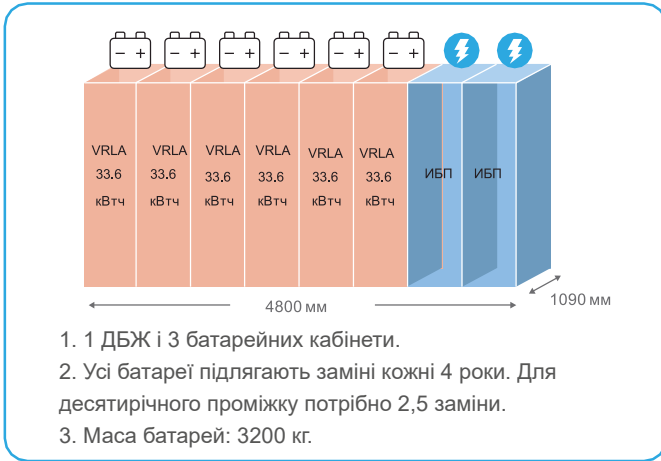 − +
− +
− +
− +
− +
− +
VRLA
33.6
кВтч
VRLA
33.6
кВтч
VRLA
33.6
кВтч
VRLA
33.6
кВтч
VRLA
33.6
кВтч
VRLA
33.6
кВтч
ИБП
ИБП
4800 мм
1090 мм
1. 1 ДБЖ і 3 батарейних кабінети.
2. Усі батареї підлягають заміні кожні 4 роки. Для
десятирічного проміжку потрібно 2,5 заміни.
3. Маса батарей: 3200 кг.